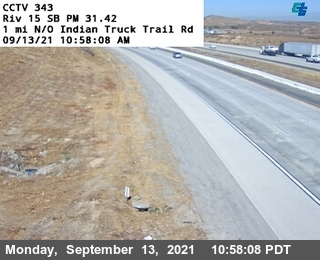 CCTV 343
Riv 15 SB PM 31.42
1 mi N/O Indian Truck Trail Rd
09/13/21 10:58:08 AM
Monday, September 13, 2021 10:58:08 PDT